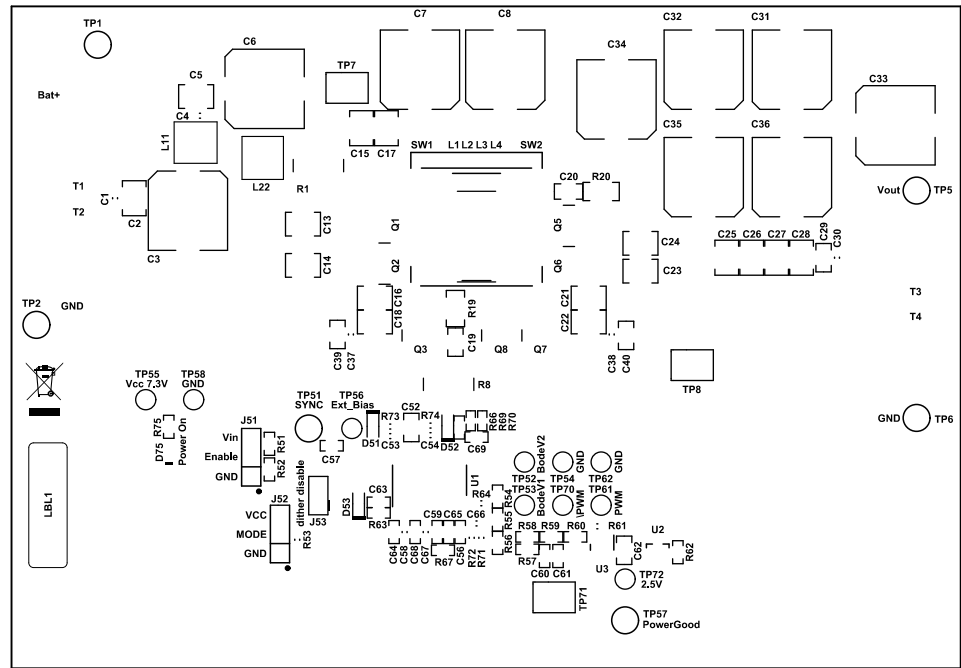 TP1
C6
C7
C8
C32
C31
C34
C33
C5
TP7
Bat+
C4
L11
L22
C15 C17
SW1 L1 L2 L3 L4 SW2
C35
C36
T1
T2
C1
C2
C3
R1
C20 R20
Vout
TP5
C13
Q1
Q5
C24
C25 C26 C27 C28
C29
C30
C14
Q2
Q6
C23
T3
T4
TP2
GND
C16
C18
R19
C19
C21
C22
C39
C37
Q3
Q8
Q7
C38
C40
TP8
R8
TP55
Vcc 7.3V
TP58
GND
TP51
SYNC
TP56
Ext_Bias
R75
D75
Power On
J51
Vin
Enable
GND
R51
R52
C57
D51
R73
C53
C52
R74
C54
D52
R66
R69
R70
C69
GND
TP6
LBL1
J52
VCC
MODE
GND
R53
dither disable
J53
D53
C63
R63
U1
R64
R54
R55
R56
TP52
BodeV2
TP54
GND
TP62
GND
TP53
BodeV1
TP70
\PWM
TP61
PWM
C59 C65
C66
C64
C58
C68
C67
R67
C56
R72
R71
R58
R59
R60
R61
R57
C60 C61
U3
C62
U2
R62
TP71
TP72
2.5V
TP57
PowerGood